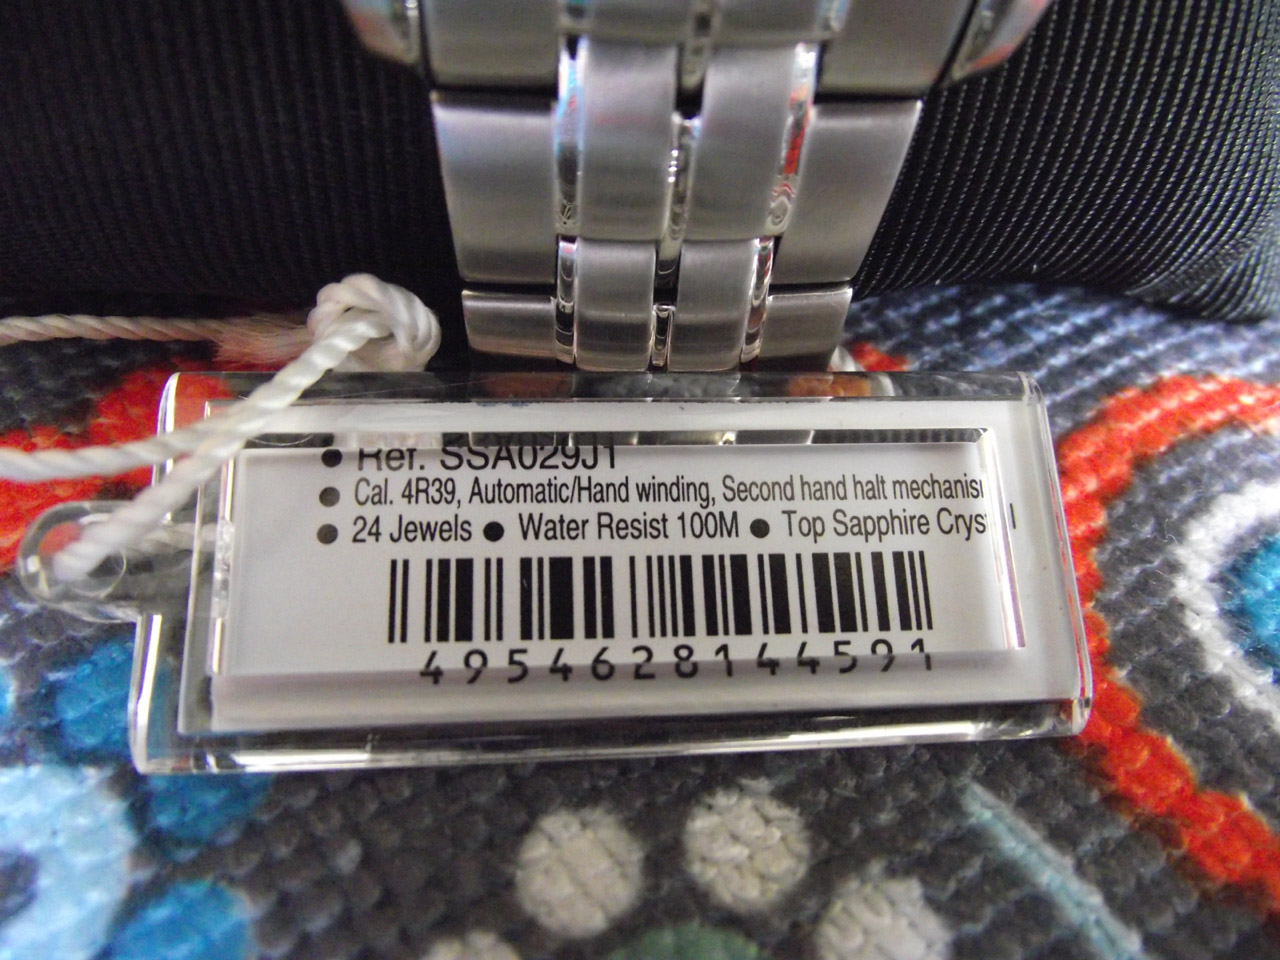 ● Ref. SSA029J1
● Cal. 4R39, Automatic/Hand winding, Second hand halt mechanis
● 24 Jewels ● Water Resist 100M ● Top Sapphire Crys
4954628144591